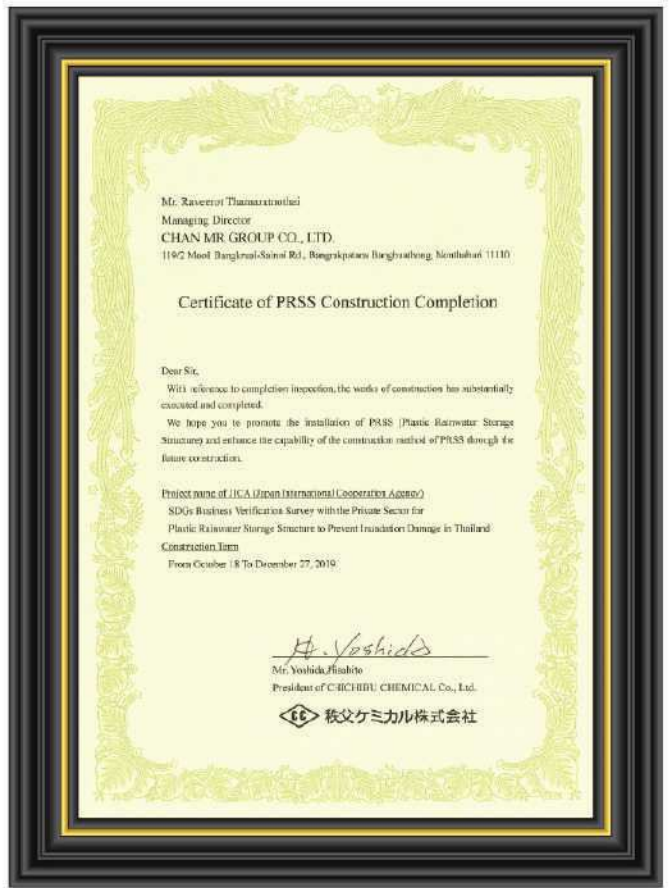 Mr. Raveerot Thamaratnothai
Managing Director
CHAN MR GROUP CO., LTD.
119/2 Moo1 Bangkruai-Sainoi Rd., Bangrakpatana Bangbuathong, Nonthaburi 11110
Certificate of PRSS Construction Completion
Dear Sir,
With reference to completion inspection, the works of construction has substantially
executed and completed.
We hope you to promote the installation of PRSS (Plastic Rainwater Storage
Structure) and enhance the capability of the construction method of PRSS through the
future construction.
Project name of JICA (Japan International Cooperation Agency)
SDGs Business Verification Survey with the Private Sector for
Plastic Rainwater Storage Structure to Prevent Inundation Damage in Thailand
Construction Term
From October 18 To December 27, 2019
H. Yoshida
Mr. Yoshida Hisahito
President of CHICHIBU CHEMICAL Co., Ltd.
CC 秩父ケミカル株式会社